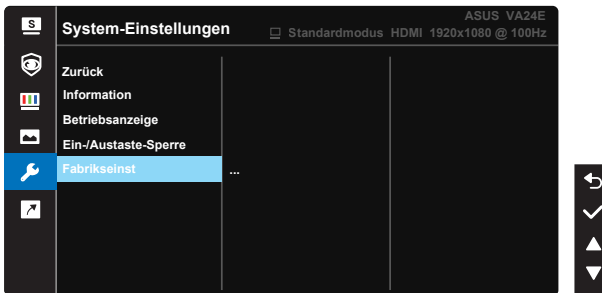 S
System-Einstellungen
ASUS VA24E
Standardmodus HDMI 1920x1080 @ 100Hz
Zurück
Information
Betriebsanzeige
Ein-/Austaste-Sperre
Fabrikseinst
...